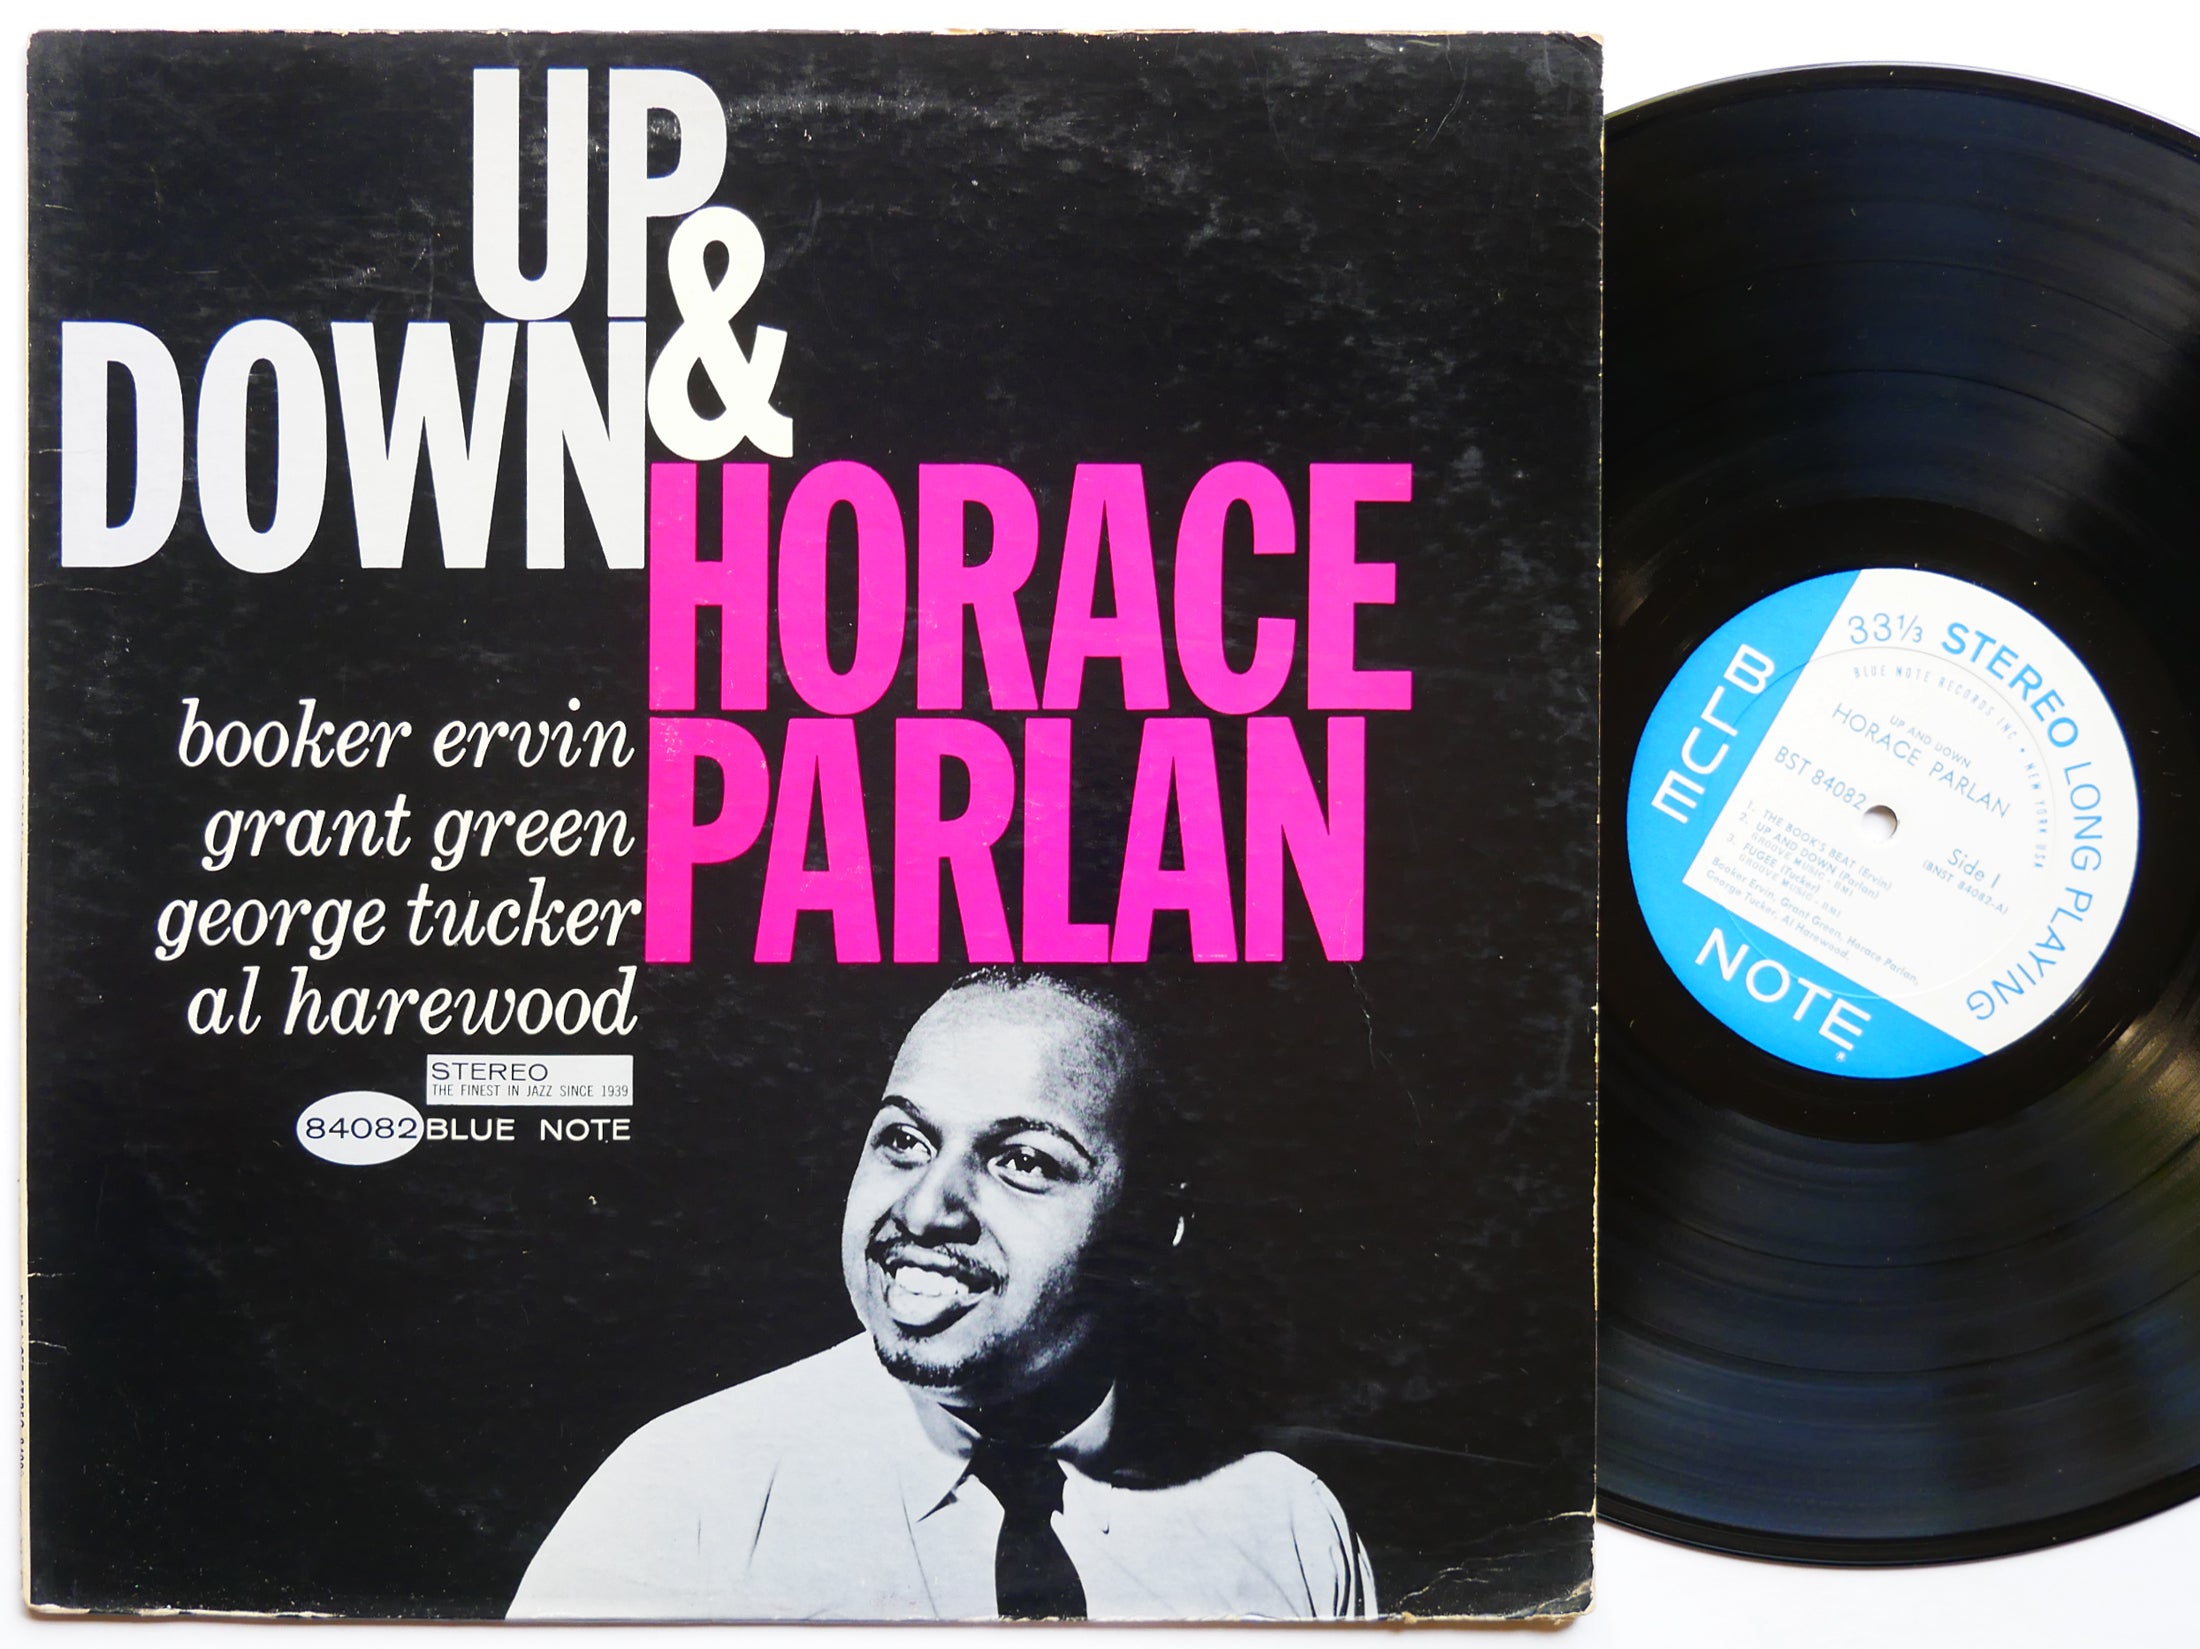 UP
&
DOWN
HORACE
PARLAN
booker ervin
grant green
george tucker
al harewood
STEREO
THE FINEST IN JAZZ SINCE 1939
84082 BLUE NOTE
33 1/3 STEREO LONG PLAYING
BLUE NOTE RECORDS INC • NEW YORK USA
UP AND DOWN
HORACE PARLAN
BST 84082
Side 1
(BNST 84082-A)
1. THE BOOK'S BEAT (Ervin)
2. UP AND DOWN (Parlan)
GROOVE MUSIC - BMI
3. FUGEE (Tucker)
GROOVE MUSIC - BMI
Booker Ervin, Grant Green, Horace Parlan,
George Tucker, Al Harewood.
BLUE
NOTE
®